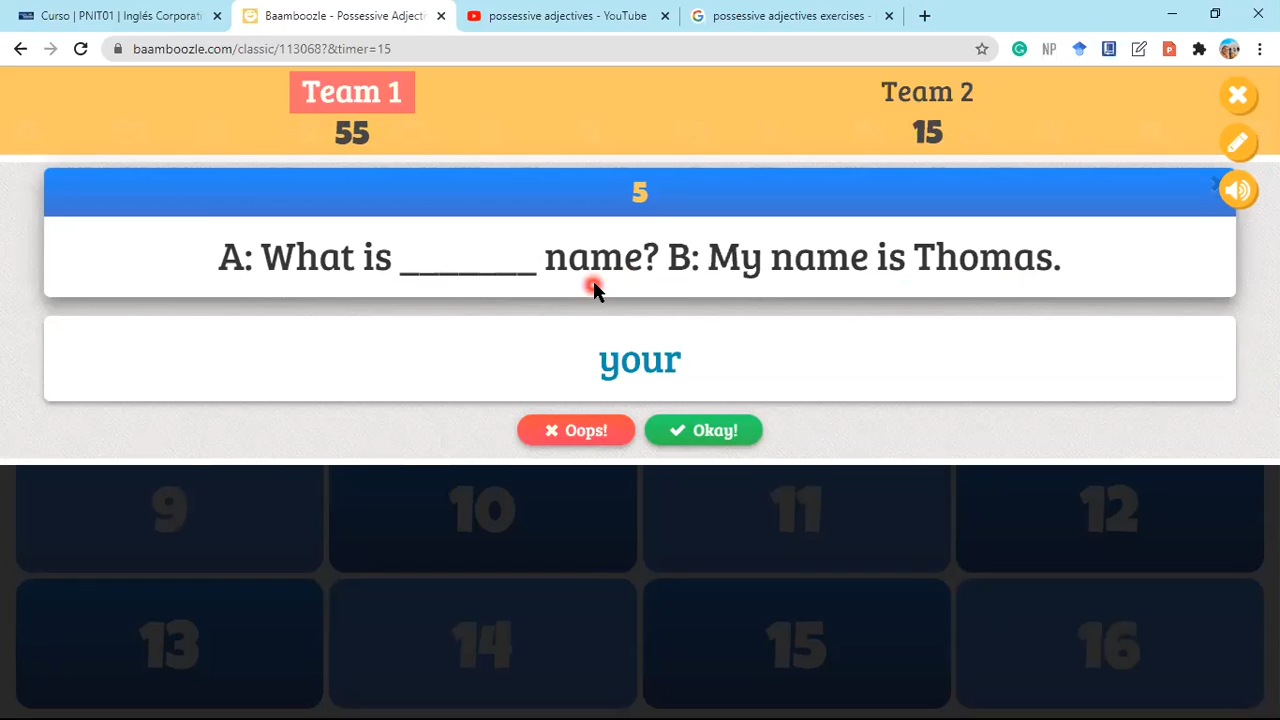 Curso | PNIT01 | Inglés Corporati
Baamboozle - Possessive Adject
possessive adjectives - YouTube
possessive adjectives exercises -
baamboozle.com/classic/113068?&timer=15
NP
Team 1
Team 2
55
15
5
A: What is _______ name? B: My name is Thomas.
your
Oops!
Okay!
9
10
11
12
13
14
15
16